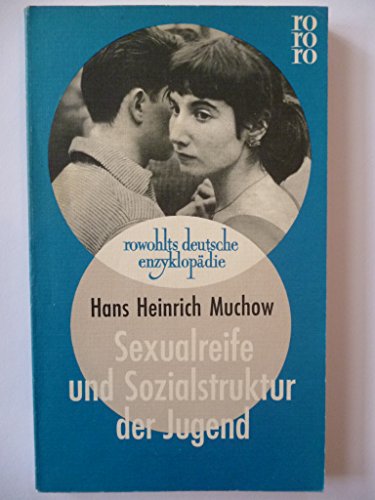 ro
ro
ro
rowohlts deutsche
enzyklopädie
Hans Heinrich Muchow
Sexualreife
und Sozialstruktur
der Jugend